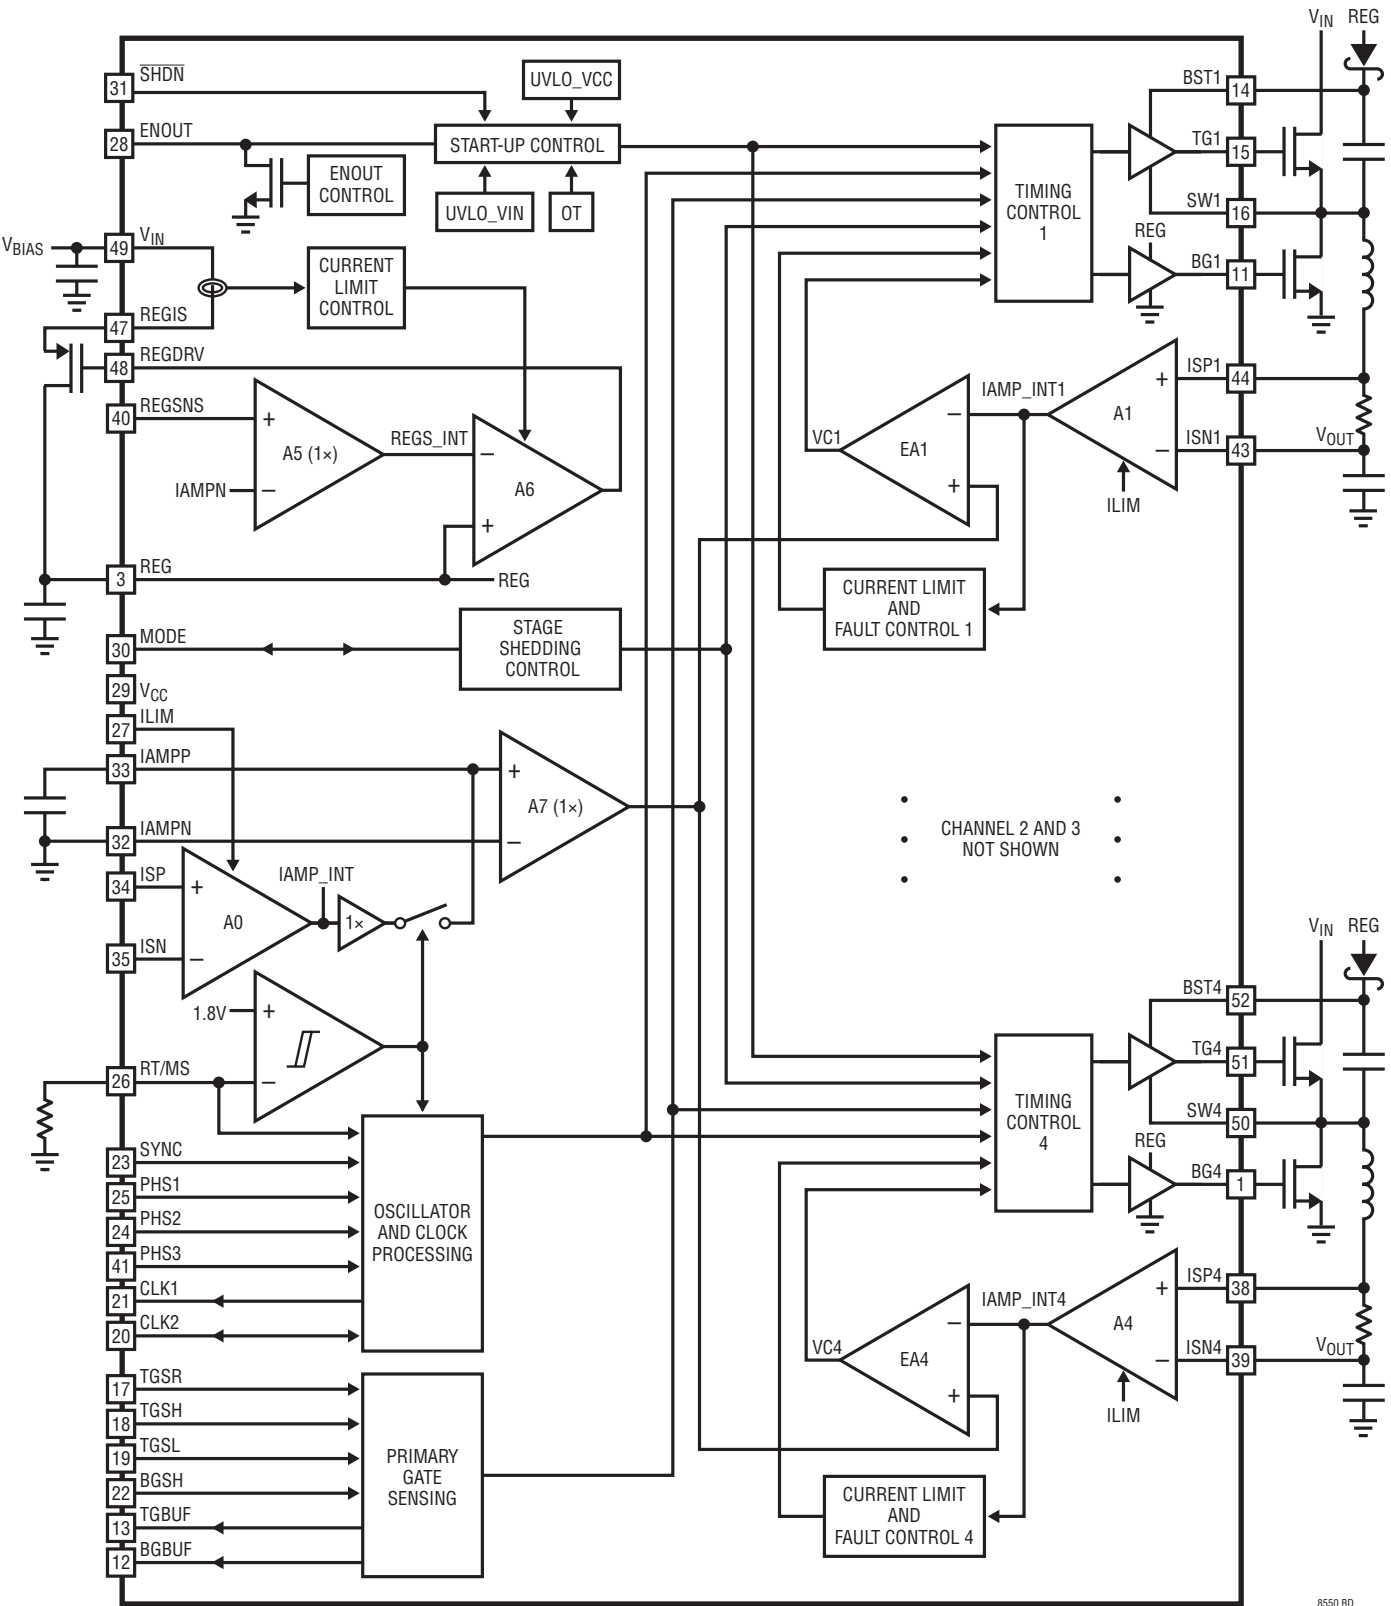 V_IN REG
31 SHDN
UVLO_VCC
BST1 14
28 ENOUT
START-UP CONTROL
TG1 15
ENOUT
CONTROL
UVLO_VIN
OT
TIMING
CONTROL
1
SW1 16
REG
BG1 11
V_BIAS
49 V_IN
CURRENT
LIMIT
CONTROL
47 REGIS
48 REGDRV
40 REGSNS
+
A5 (1×)
IAMPN –
REGS_INT
–
A6
+
3 REG
REG
IAMP_INT1
–
VC1
EA1
+
+
A1
–
ILIM
ISP1 44
ISN1 43
V_OUT
CURRENT LIMIT
AND
FAULT CONTROL 1
30 MODE
STAGE
SHEDDING
CONTROL
29 V_CC
27 ILIM
33 IAMPP
+
A7 (1×)
–
32 IAMPN
34 ISP
+
A0
–
35 ISN
IAMP_INT
1×
CHANNEL 2 AND 3
NOT SHOWN
1.8V
+
–
26 RT/MS
23 SYNC
25 PHS1
24 PHS2
41 PHS3
21 CLK1
20 CLK2
OSCILLATOR
AND CLOCK
PROCESSING
V_IN REG
BST4 52
TG4 51
TIMING
CONTROL
4
SW4 50
REG
BG4 1
IAMP_INT4
–
VC4
EA4
+
+
A4
–
ILIM
ISP4 38
ISN4 39
V_OUT
17 TGSR
18 TGSH
19 TGSL
22 BGSH
13 TGBUF
12 BGBUF
PRIMARY
GATE
SENSING
CURRENT LIMIT
AND
FAULT CONTROL 4
8550 BD